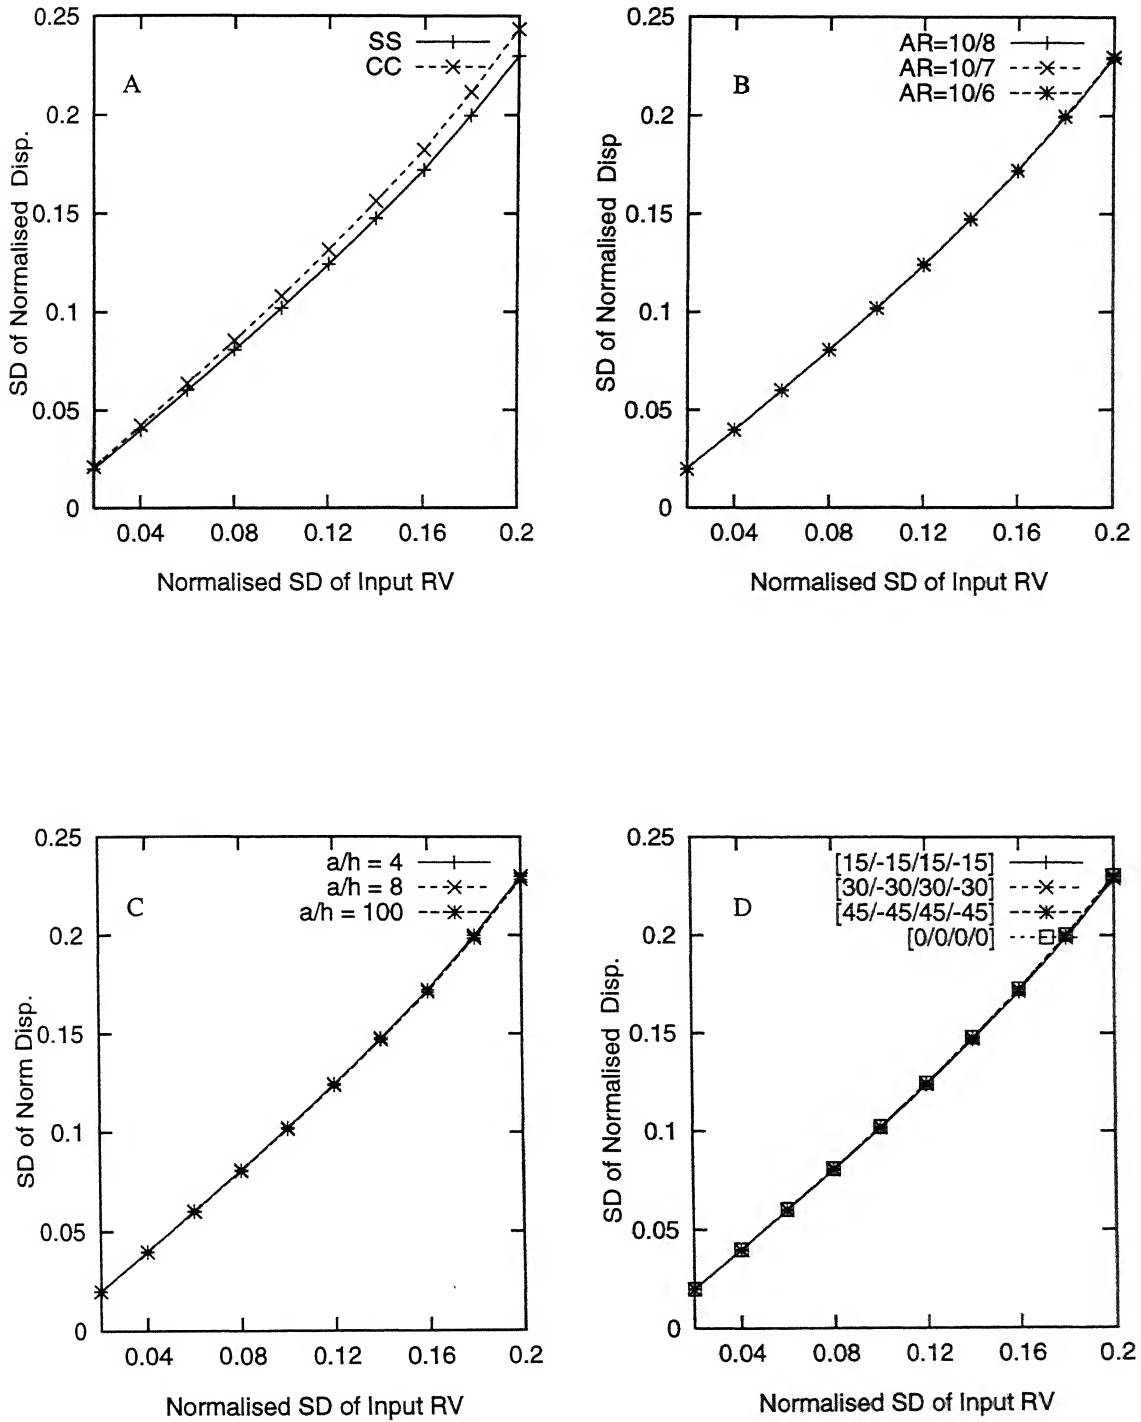 0.25
0.2
0.15
0.1
0.05
0
SD of Normalised Disp.
A
SS
CC
0.04 0.08 0.12 0.16 0.2
Normalised SD of Input RV
0.25
0.2
0.15
0.1
0.05
0
SD of Normalised Disp
B
AR=10/8
AR=10/7
AR=10/6
0.04 0.08 0.12 0.16 0.2
Normalised SD of Input RV
0.25
0.2
0.15
0.1
0.05
0
SD of Norm Disp.
C
a/h = 4
a/h = 8
a/h = 100
0.04 0.08 0.12 0.16 0.2
Normalised SD of Input RV
0.25
0.2
0.15
0.1
0.05
0
SD of Normalised Disp.
D
[15/-15/15/-15]
[30/-30/30/-30]
[45/-45/45/-45]
[0/0/0/0]
0.04 0.08 0.12 0.16 0.2
Normalised SD of Input RV